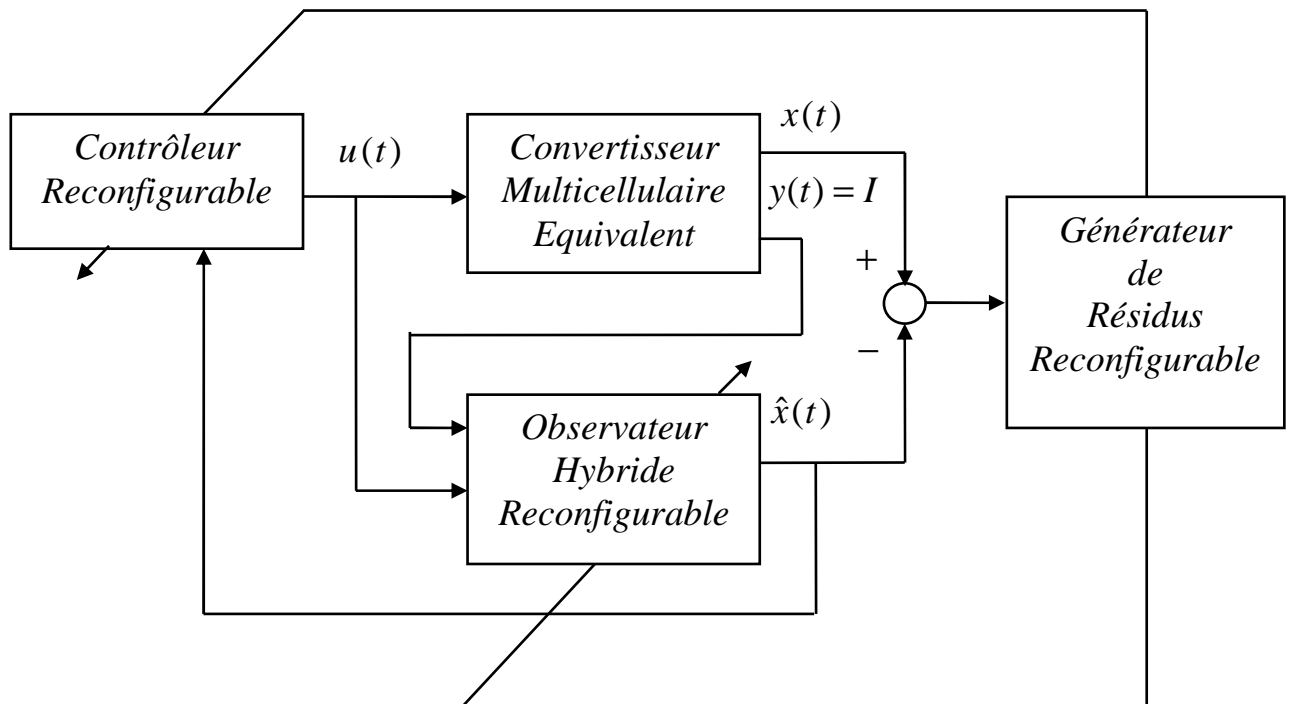 Contrôleur
Reconfigurable
u(t)
Convertisseur
Multicellulaire
Equivalent
x(t)
y(t) = I
+
−
Générateur
de
Résidus
Reconfigurable
Observateur
Hybride
Reconfigurable
x̂(t)